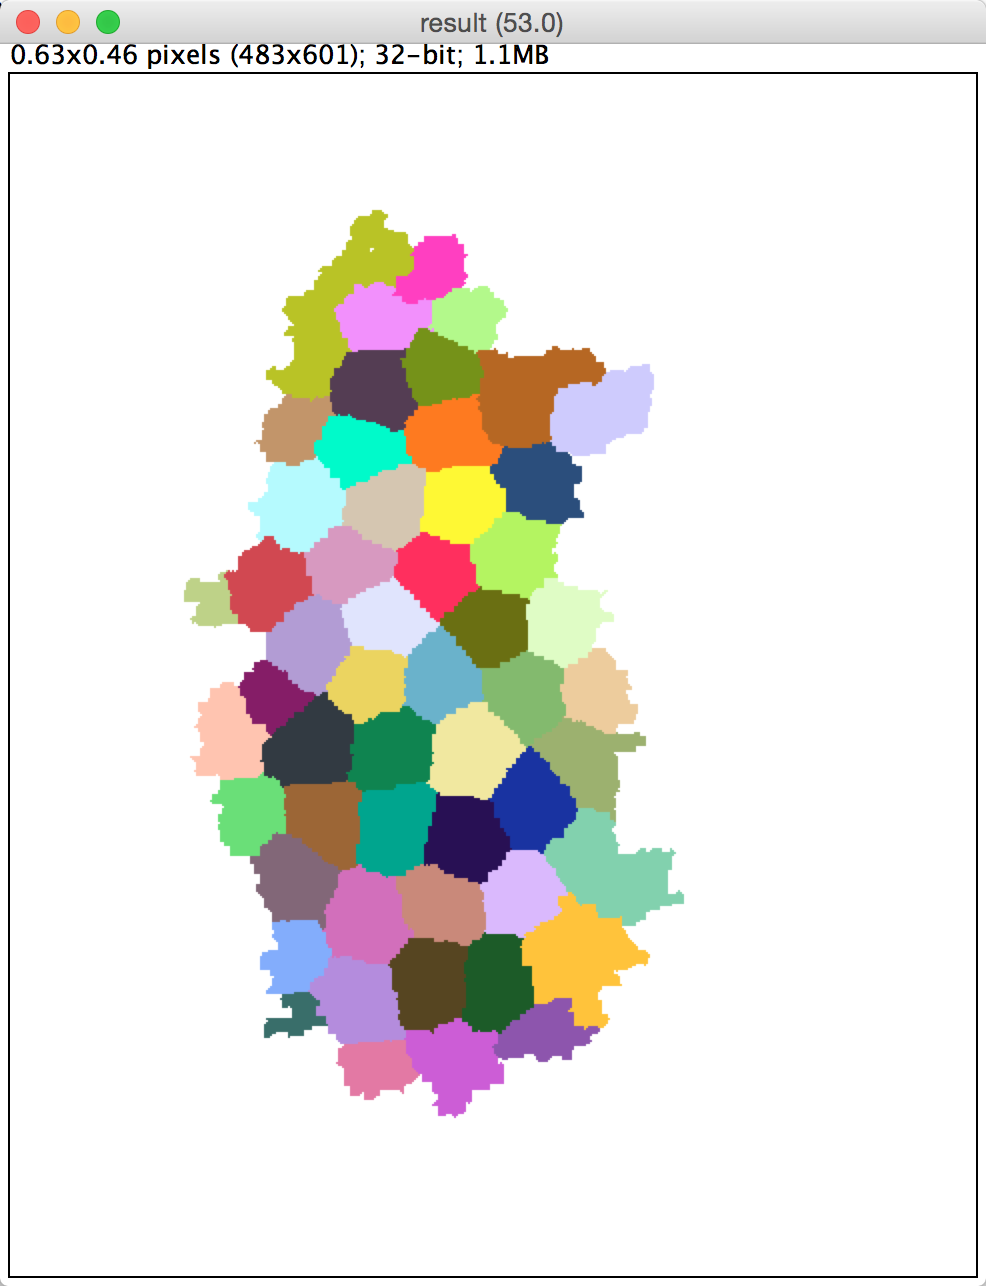 result (53.0)
0.63x0.46 pixels (483x601); 32-bit; 1.1MB